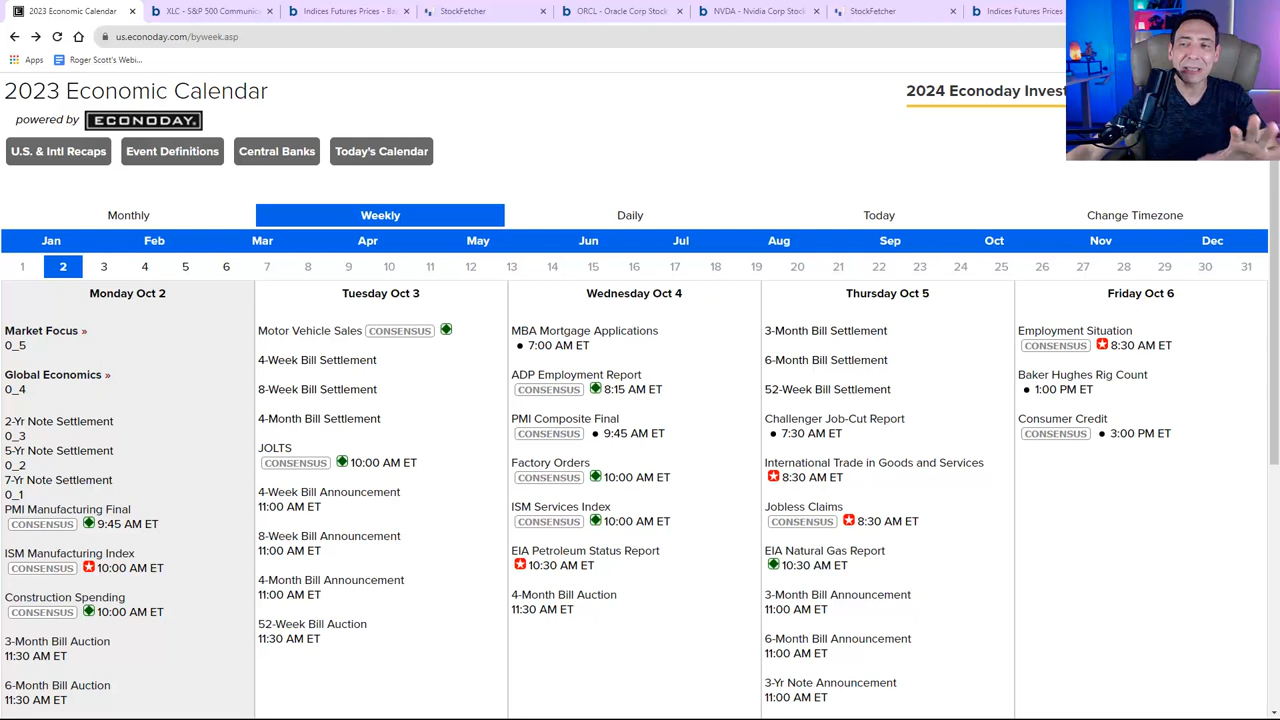 2023 Economic Calendar
XLC - S&P 500 Communic
Indices Futures Prices - Ba
StockFetcher
ORCL - Oracle Corp Stock
NVDA - Nvidia Corp Stock
StockFetcher
Indices Futures Prices
us.econoday.com/byweek.asp
Apps
Roger Scott's Webi...
2023 Economic Calendar
2024 Econoday Inves
powered by ECONODAY.
U.S. & Intl Recaps
Event Definitions
Central Banks
Today's Calendar
Monthly Weekly Daily Today Change Timezone
Jan Feb Mar Apr May Jun Jul Aug Sep Oct Nov Dec
1 2 3 4 5 6 7 8 9 10 11 12 13 14 15 16 17 18 19 20 21 22 23 24 25 26 27 28 29 30 31
Monday Oct 2
Market Focus »
0_5
Global Economics »
0_4
2-Yr Note Settlement
0_3
5-Yr Note Settlement
0_2
7-Yr Note Settlement
0_1
PMI Manufacturing Final
CONSENSUS 9:45 AM ET
ISM Manufacturing Index
CONSENSUS 10:00 AM ET
Construction Spending
CONSENSUS 10:00 AM ET
3-Month Bill Auction
11:30 AM ET
6-Month Bill Auction
11:30 AM ET
Tuesday Oct 3
Motor Vehicle Sales CONSENSUS
4-Week Bill Settlement
8-Week Bill Settlement
4-Month Bill Settlement
JOLTS
CONSENSUS 10:00 AM ET
4-Week Bill Announcement
11:00 AM ET
8-Week Bill Announcement
11:00 AM ET
4-Month Bill Announcement
11:00 AM ET
52-Week Bill Auction
11:30 AM ET
Wednesday Oct 4
MBA Mortgage Applications
● 7:00 AM ET
ADP Employment Report
CONSENSUS 8:15 AM ET
PMI Composite Final
CONSENSUS ● 9:45 AM ET
Factory Orders
CONSENSUS 10:00 AM ET
ISM Services Index
CONSENSUS 10:00 AM ET
EIA Petroleum Status Report
10:30 AM ET
4-Month Bill Auction
11:30 AM ET
Thursday Oct 5
3-Month Bill Settlement
6-Month Bill Settlement
52-Week Bill Settlement
Challenger Job-Cut Report
● 7:30 AM ET
International Trade in Goods and Services
8:30 AM ET
Jobless Claims
CONSENSUS 8:30 AM ET
EIA Natural Gas Report
10:30 AM ET
3-Month Bill Announcement
11:00 AM ET
6-Month Bill Announcement
11:00 AM ET
3-Yr Note Announcement
11:00 AM ET
Friday Oct 6
Employment Situation
CONSENSUS 8:30 AM ET
Baker Hughes Rig Count
● 1:00 PM ET
Consumer Credit
CONSENSUS ● 3:00 PM ET